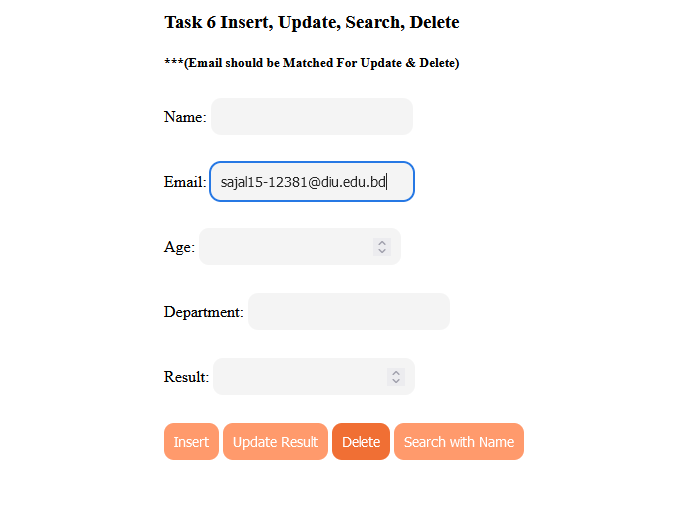 Task 6 Insert, Update, Search, Delete
***(Email should be Matched For Update & Delete)
Name:
Email: sajal15-12381@diu.edu.bd
Age:
Department:
Result:
Insert Update Result Delete Search with Name